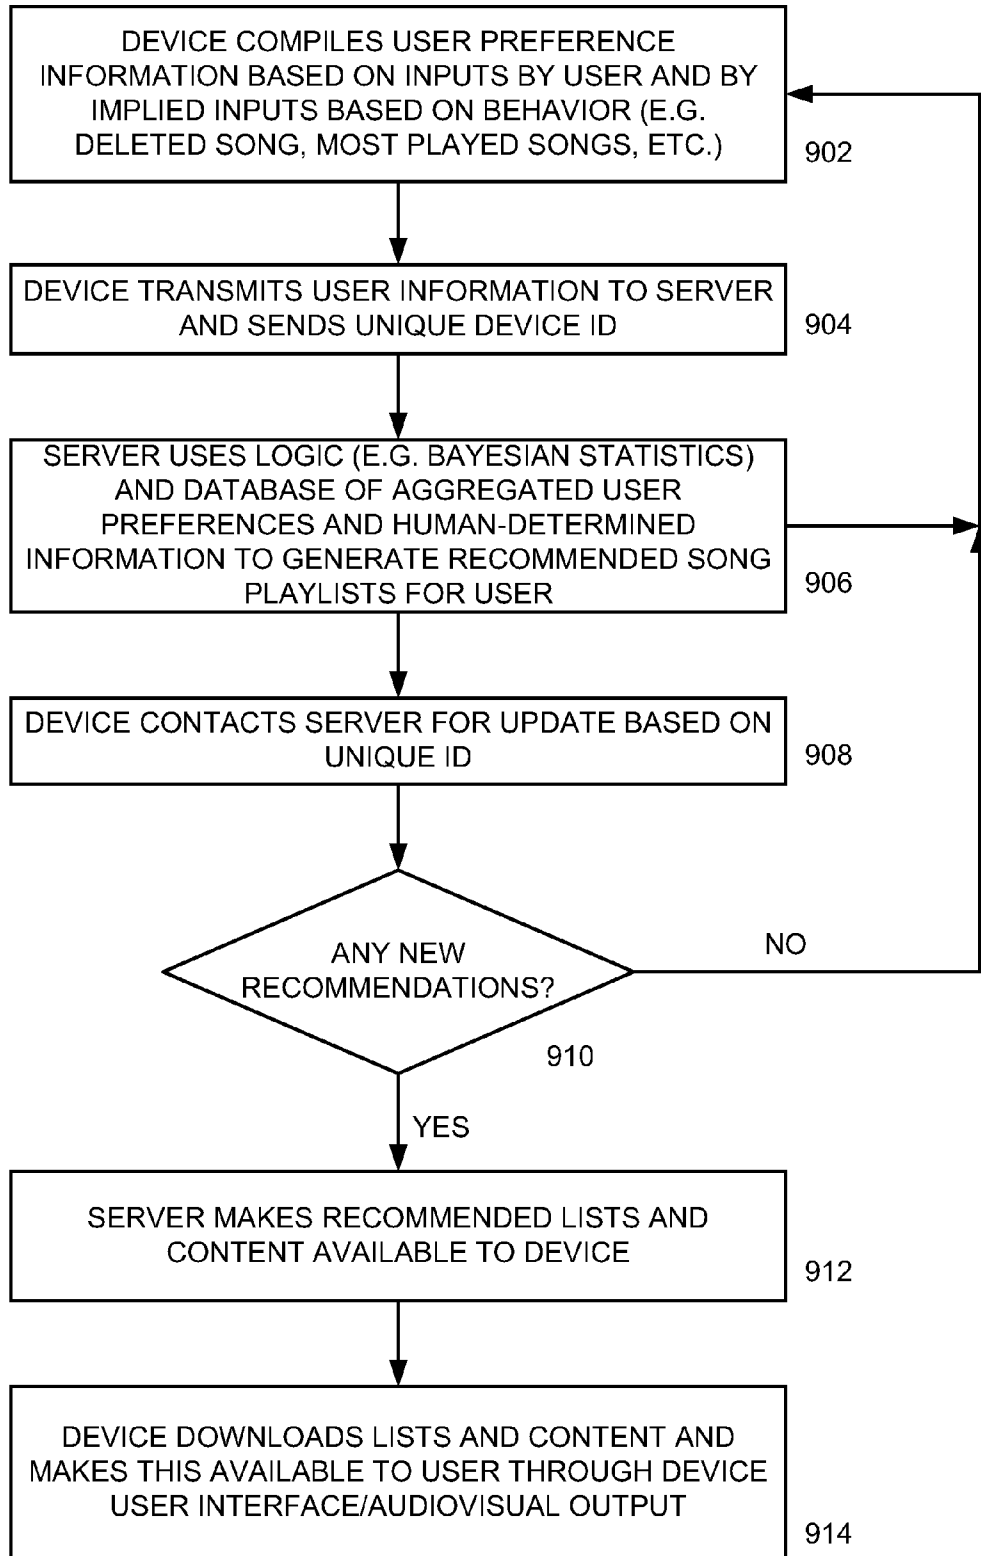 DEVICE COMPILES USER PREFERENCE
INFORMATION BASED ON INPUTS BY USER AND BY
IMPLIED INPUTS BASED ON BEHAVIOR (E.G.
DELETED SONG, MOST PLAYED SONGS, ETC.)
902
DEVICE TRANSMITS USER INFORMATION TO SERVER
AND SENDS UNIQUE DEVICE ID
904
SERVER USES LOGIC (E.G. BAYESIAN STATISTICS)
AND DATABASE OF AGGREGATED USER
PREFERENCES AND HUMAN-DETERMINED
INFORMATION TO GENERATE RECOMMENDED SONG
PLAYLISTS FOR USER
906
DEVICE CONTACTS SERVER FOR UPDATE BASED ON
UNIQUE ID
908
ANY NEW
RECOMMENDATIONS?
NO
910
YES
SERVER MAKES RECOMMENDED LISTS AND
CONTENT AVAILABLE TO DEVICE
912
DEVICE DOWNLOADS LISTS AND CONTENT AND
MAKES THIS AVAILABLE TO USER THROUGH DEVICE
USER INTERFACE/AUDIOVISUAL OUTPUT
914